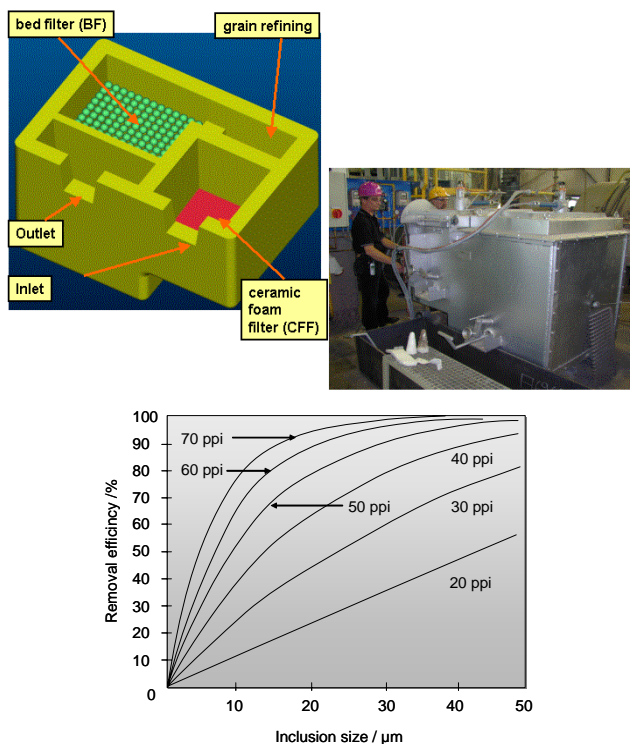 bed filter (BF)
grain refining
Outlet
Inlet
ceramic
foam
filter (CFF)
100
90
80
70
60
50
40
30
20
10
0
70 ppi
60 ppi
50 ppi
40 ppi
30 ppi
20 ppi
10
20
30
40
50
Removal efficincy /%
Inclusion size / µm